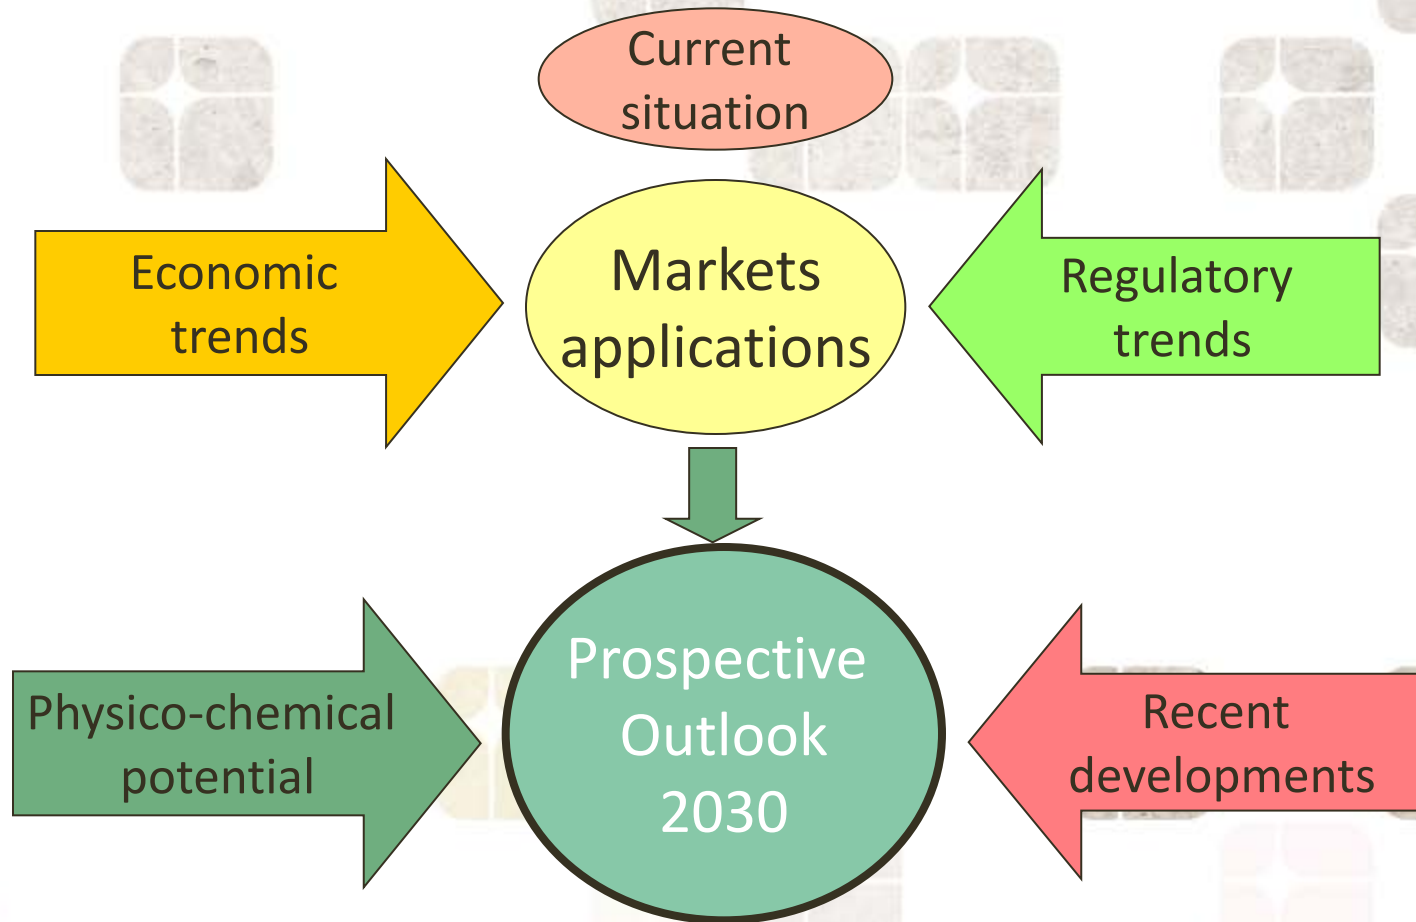 Current
situation
Economic
trends
Markets
applications
Regulatory
trends
Physico-chemical
potential
Prospective
Outlook
2030
Recent
developments